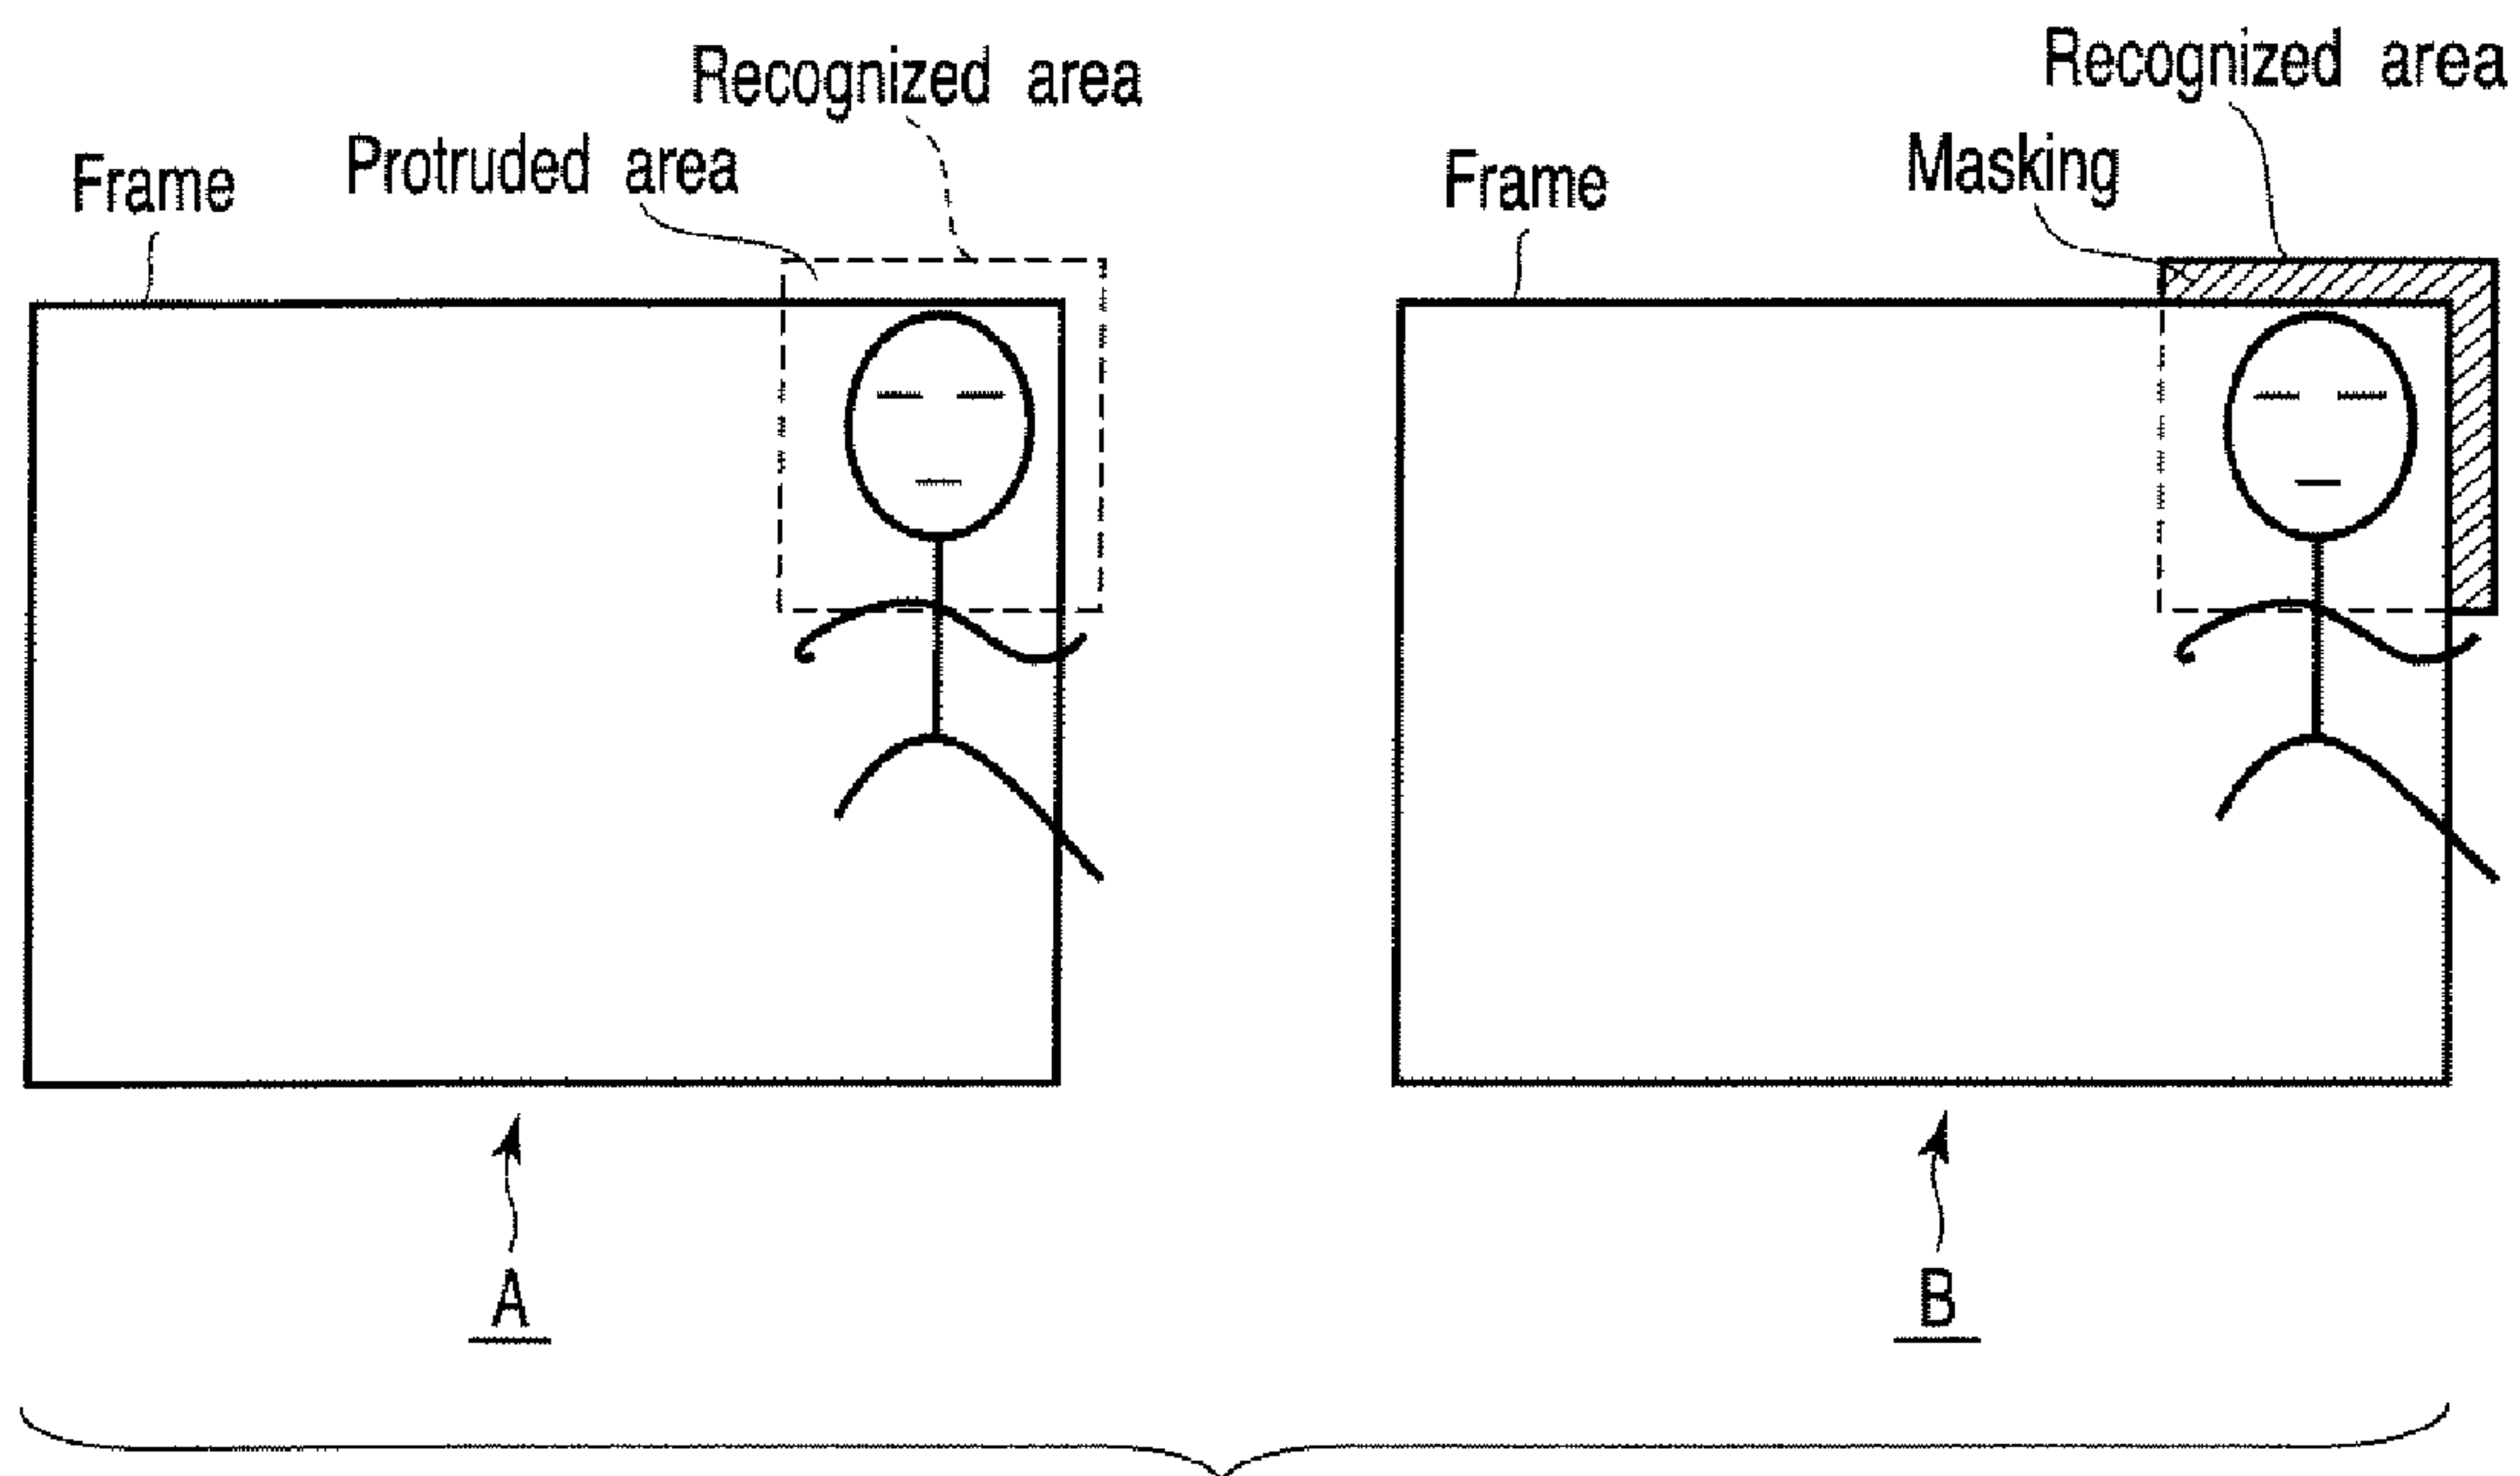 Recognized area
Protruded area
Frame
Recognized area
Masking
Frame
A
B